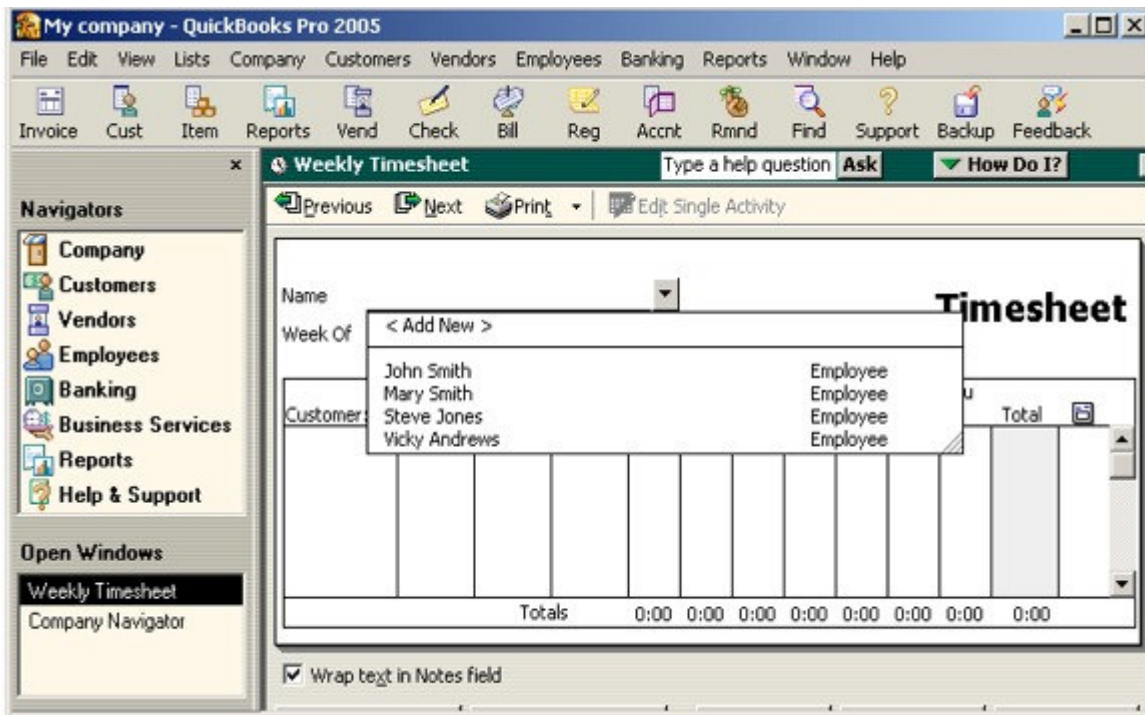 My company - QuickBooks Pro 2005
File Edit View Lists Company Customers Vendors Employees Banking Reports Window Help
Invoice Cust Item Reports Vend Check Bill Reg Accnt Rmnd Find Support Backup Feedback
Navigators
Company
Customers
Vendors
Employees
Banking
Business Services
Reports
Help & Support
Open Windows
Weekly Timesheet
Company Navigator
Weekly Timesheet Type a help question Ask How Do I?
Previous Next Print Edit Single Activity
Name
Timesheet
Week Of
< Add New >
John Smith Employee
Mary Smith Employee
Steve Jones Employee
Vicky Andrews Employee
u
Customer: Total
Totals 0:00 0:00 0:00 0:00 0:00 0:00 0:00 0:00
Wrap text in Notes field